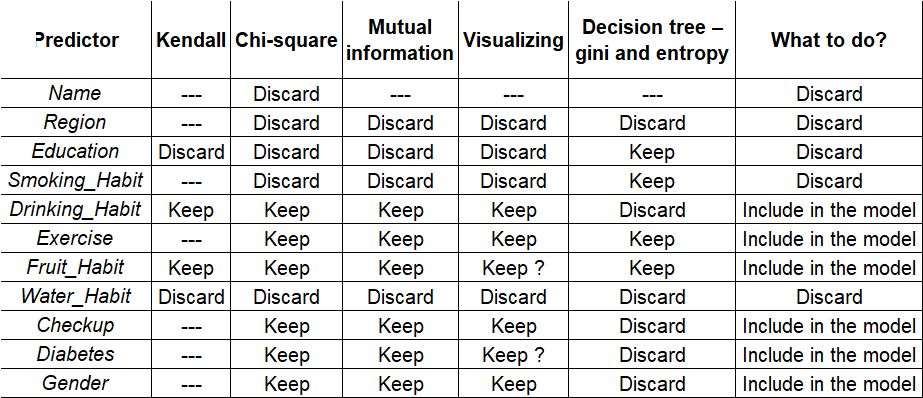 Predictor Kendall Chi-square Mutual information Visualizing Decision tree – gini and entropy What to do?
Name --- Discard --- --- --- Discard
Region --- Discard Discard Discard Discard Discard
Education Discard Discard Discard Discard Keep Discard
Smoking_Habit --- Discard Discard Discard Keep Discard
Drinking_Habit Keep Keep Keep Keep Discard Include in the model
Exercise --- Keep Keep Keep Keep Include in the model
Fruit_Habit Keep Keep Keep Keep ? Keep Include in the model
Water_Habit Discard Discard Discard Discard Discard Discard
Checkup --- Keep Keep Keep Discard Include in the model
Diabetes --- Keep Keep Keep ? Discard Include in the model
Gender --- Keep Keep Keep Discard Include in the model